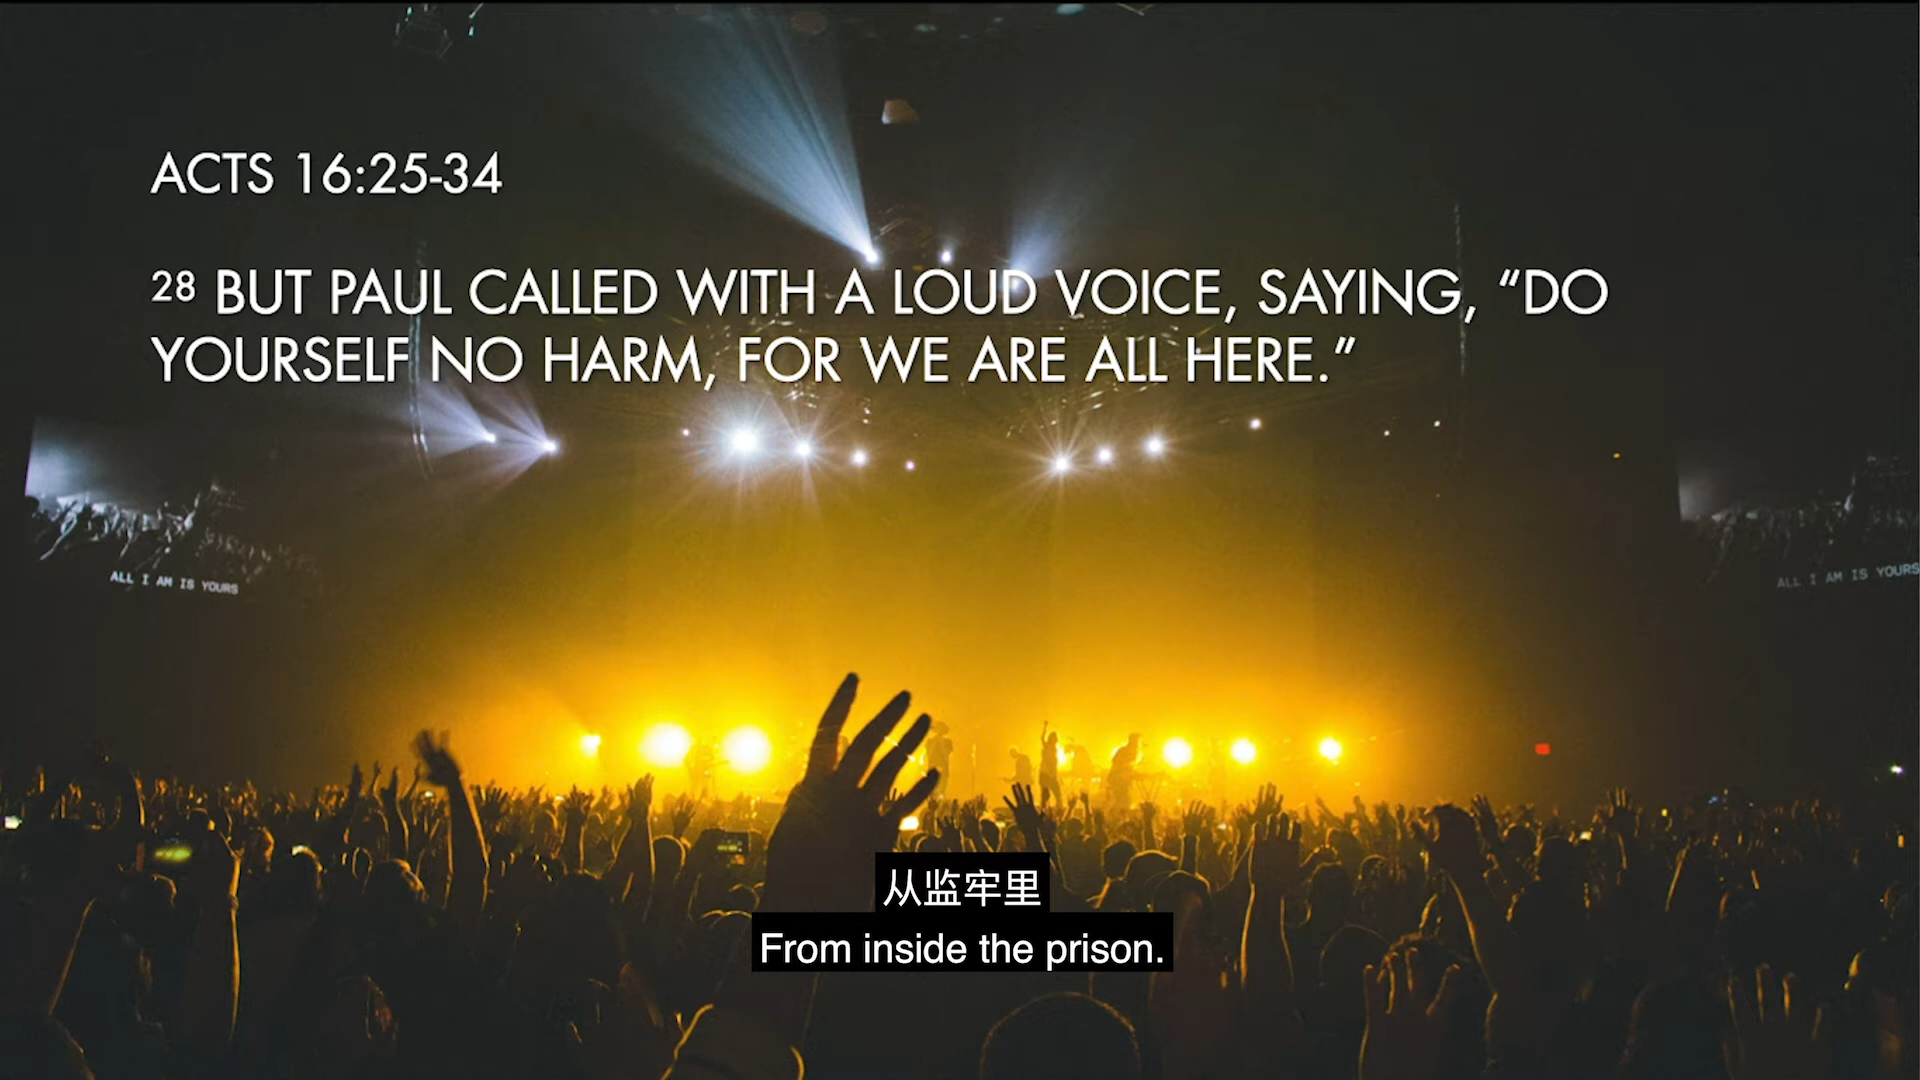 ACTS 16:25-34
28 BUT PAUL CALLED WITH A LOUD VOICE, SAYING, “DO
YOURSELF NO HARM, FOR WE ARE ALL HERE.”
ALL I AM IS YOURS
ALL I AM IS YOURS
从监牢里
From inside the prison.